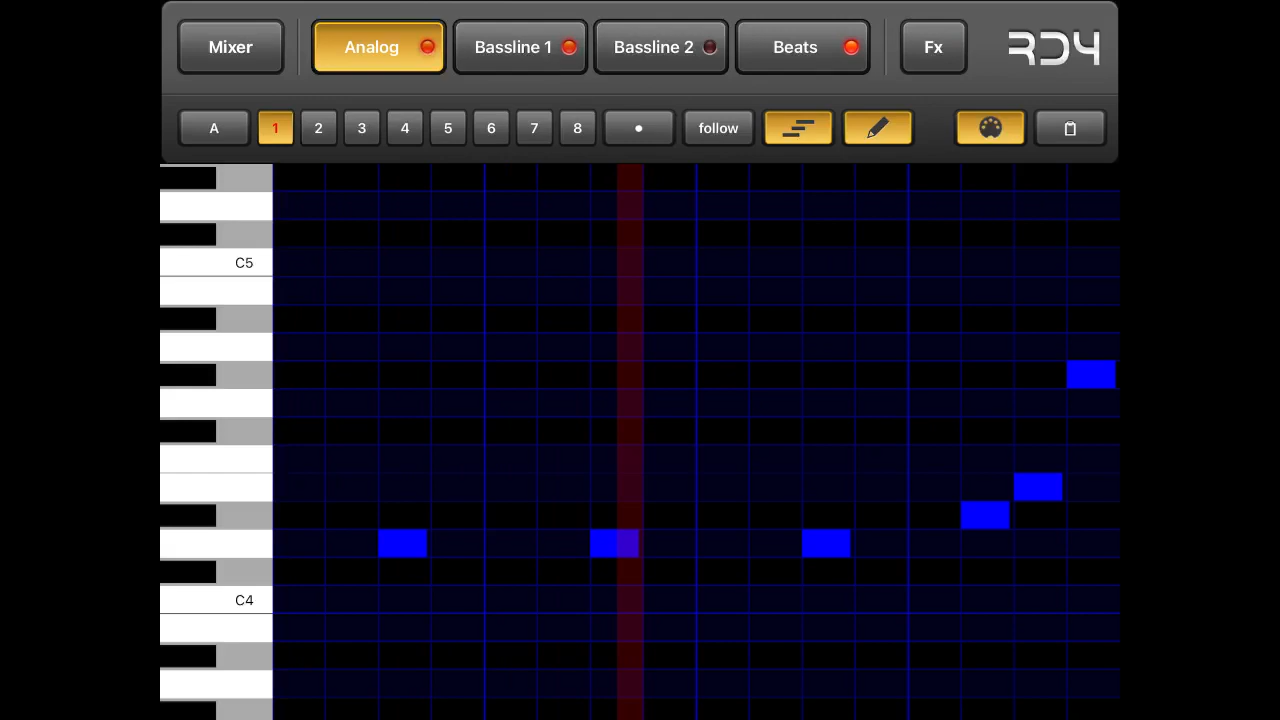 Mixer Analog Bassline 1 Bassline 2 Beats Fx RD4
A 1 2 3 4 5 6 7 8 follow
C5
C4